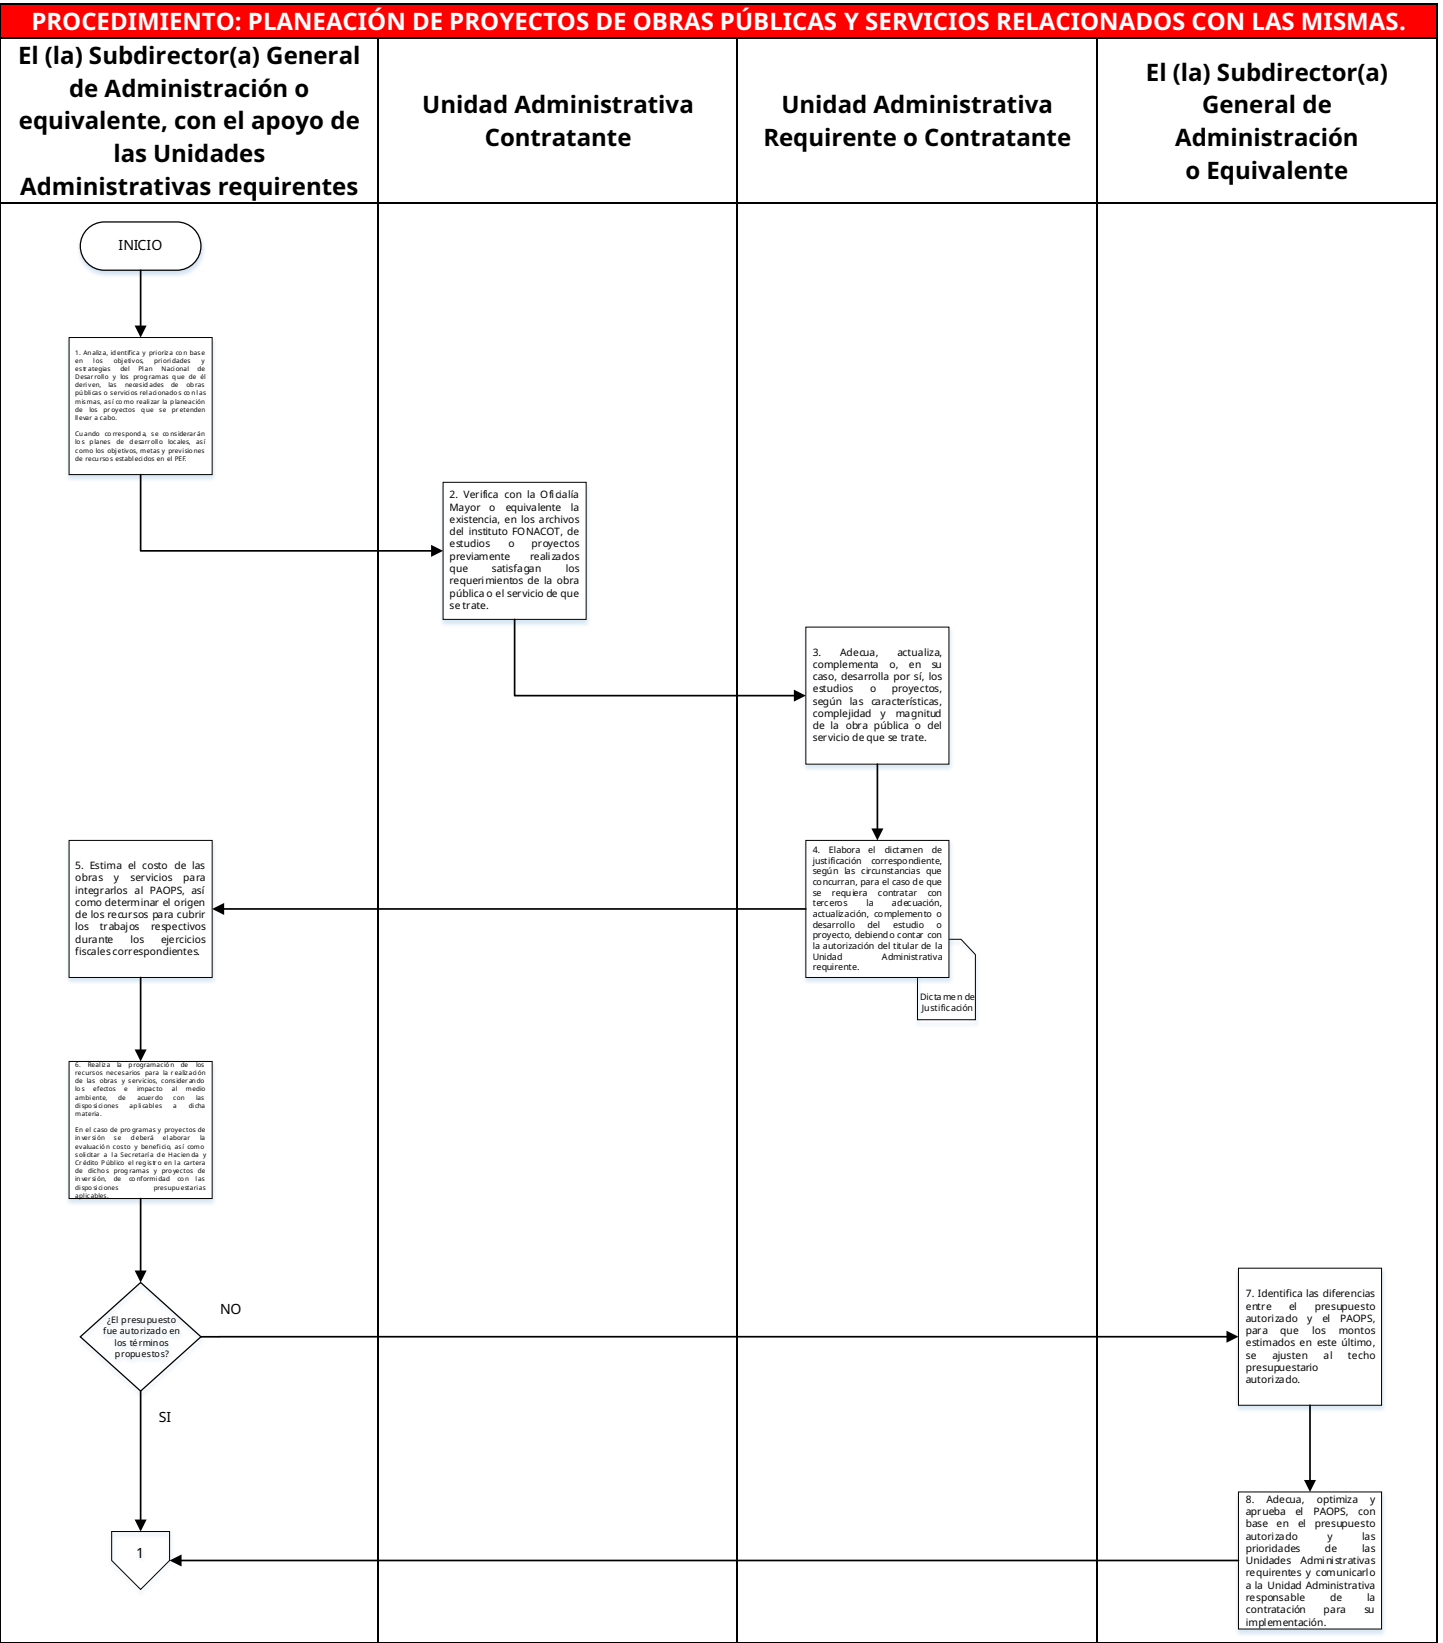 PROCEDIMIENTO: PLANEACIÓN DE PROYECTOS DE OBRAS PÚBLICAS Y SERVICIOS RELACIONADOS CON LAS MISMAS.
El (la) Subdirector(a) General
de Administración o
equivalente, con el apoyo de
las Unidades
Administrativas requirentes
Unidad Administrativa
Contratante
Unidad Administrativa
Requirente o Contratante
El (la) Subdirector(a)
General de
Administración
o Equivalente
INICIO
1. Analiza, identifica y prioriza con base
en los objetivos, prioridades y
estrategias del Plan Nacional de
Desarrollo y los programas que de él
deriven, las necesidades de obras
públicas o servicios relacionados con las
mismas, así como realizar la planeación
de los proyectos que se pretenden
llevar a cabo.
Cuando corresponda, se considerarán
los planes de desarrollo locales, así
como los objetivos, metas y previsiones
de recursos establecidos en el PEF.
2. Verifica con la Oficialía
Mayor o equivalente la
existencia, en los archivos
del instituto FONACOT, de
estudios o proyectos
previamente realizados
que satisfagan los
requerimientos de la obra
pública o el servicio de que
se trate.
3. Adecua, actualiza,
complementa o, en su
caso, desarrolla por sí, los
estudios o proyectos,
según las características,
complejidad y magnitud
de la obra pública o del
servicio de que se trate.
4. Elabora el dictamen de
justificación correspondiente,
según las circunstancias que
concurran, para el caso de que
se requiera contratar con
terceros la adecuación,
actualización, complemento o
desarrollo del estudio o
proyecto, debiendo contar con
la autorización del titular de la
Unidad Administrativa
requirente.
Dictamen de
Justificación
5. Estima el costo de las
obras y servicios para
integrarlos al PAOPS, así
como determinar el origen
de los recursos para cubrir
los trabajos respectivos
durante los ejercicios
fiscales correspondientes.
6. Realiza la programación de los
recursos necesarios para la realización
de las obras y servicios, considerando
los efectos e impacto al medio
ambiente, de acuerdo con las
disposiciones aplicables a dicha
materia.
En el caso de programas y proyectos de
inversión se deberá elaborar la
evaluación costo y beneficio, así como
solicitar a la Secretaría de Hacienda y
Crédito Público el registro en la cartera
de dichos programas y proyectos de
inversión, de conformidad con las
disposiciones presupuestarias
aplicables.
¿El presupuesto
fue autorizado en
los términos
propuestos?
NO
SI
7. Identifica las diferencias
entre el presupuesto
autorizado y el PAOPS,
para que los montos
estimados en este último,
se ajusten al techo
presupuestario
autorizado.
8. Adecua, optimiza y
aprueba el PAOPS, con
base en el presupuesto
autorizado y las
prioridades de las
Unidades Administrativas
requirentes y comunicarlo
a la Unidad Administrativa
responsable de la
contratación para su
implementación.
1